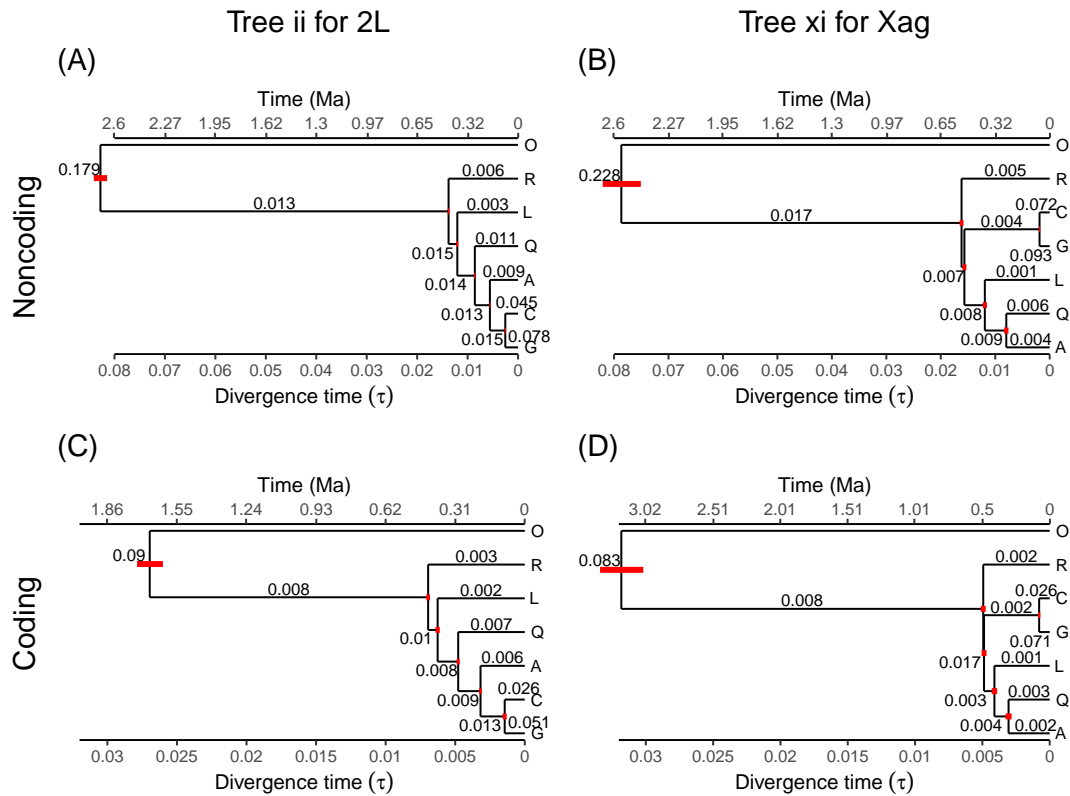 Tree ii for 2L
Tree xi for Xag
Noncoding
Coding
(A)
Time (Ma)
2.6 2.27 1.95 1.62 1.3 0.97 0.65 0.32 0
O
0.179
0.006 R
0.013
0.003 L
0.015
0.011 Q
0.014
0.009 A
0.013
0.045 C
0.015 0.078
G
0.08 0.07 0.06 0.05 0.04 0.03 0.02 0.01 0
Divergence time (τ)
(B)
Time (Ma)
2.6 2.27 1.95 1.62 1.3 0.97 0.65 0.32 0
O
0.228
0.005 R
0.072 C
0.017 0.004
0.093 G
0.007
0.001 L
0.008
0.006 Q
0.009 0.004 A
0.08 0.07 0.06 0.05 0.04 0.03 0.02 0.01 0
Divergence time (τ)
(C)
Time (Ma)
1.86 1.55 1.24 0.93 0.62 0.31 0
O
0.09
0.003 R
0.008
0.002 L
0.01
0.007 Q
0.008
0.006 A
0.009
0.026 C
0.013 0.051
G
0.03 0.025 0.02 0.015 0.01 0.005 0
Divergence time (τ)
(D)
Time (Ma)
3.02 2.51 2.01 1.51 1.01 0.5 0
O
0.083
0.002 R
0.026 C
0.008 0.002
0.071 G
0.017
0.001 L
0.003
0.003 Q
0.004 0.002 A
0.03 0.025 0.02 0.015 0.01 0.005 0
Divergence time (τ)